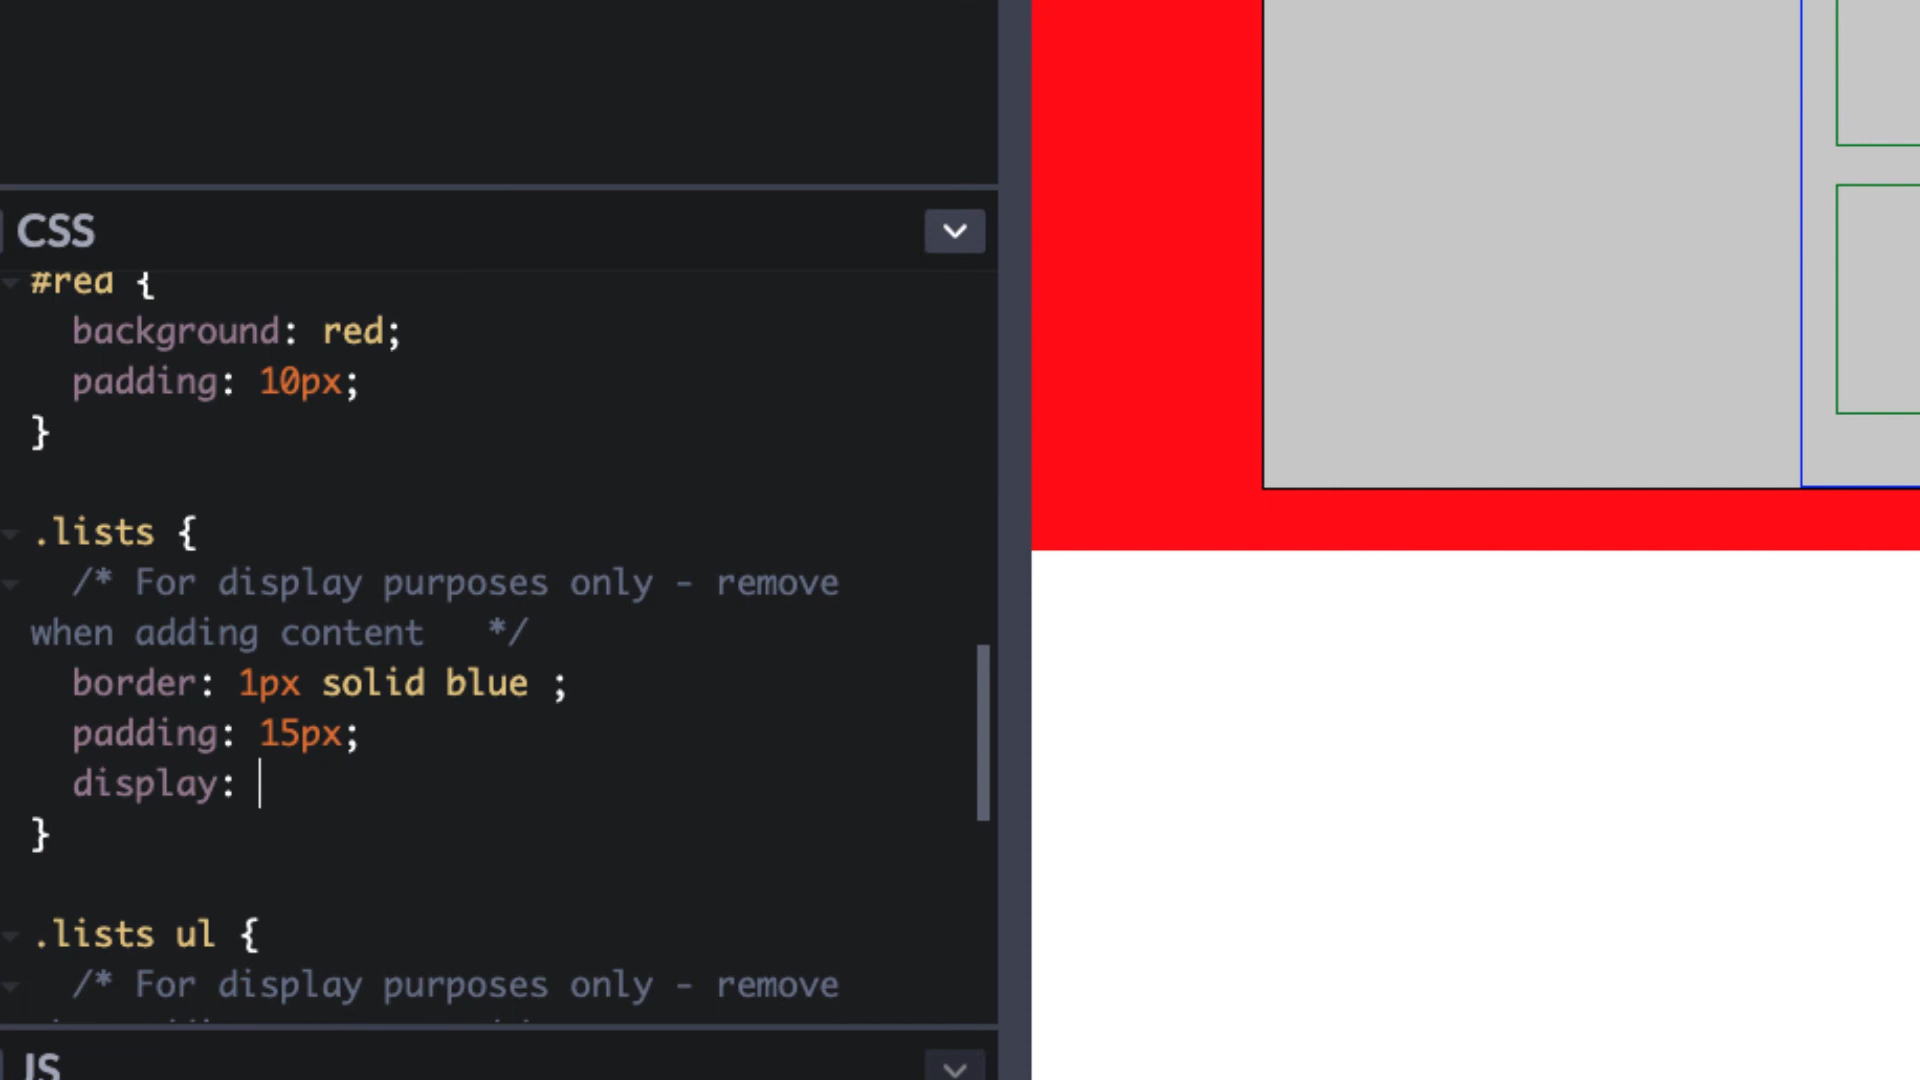 CSS
#red {
background: red;
padding: 10px;
}
.lists {
/* For display purposes only - remove
when adding content   */
border: 1px solid blue ;
padding: 15px;
display:
}
.lists ul {
/* For display purposes only - remove
JS